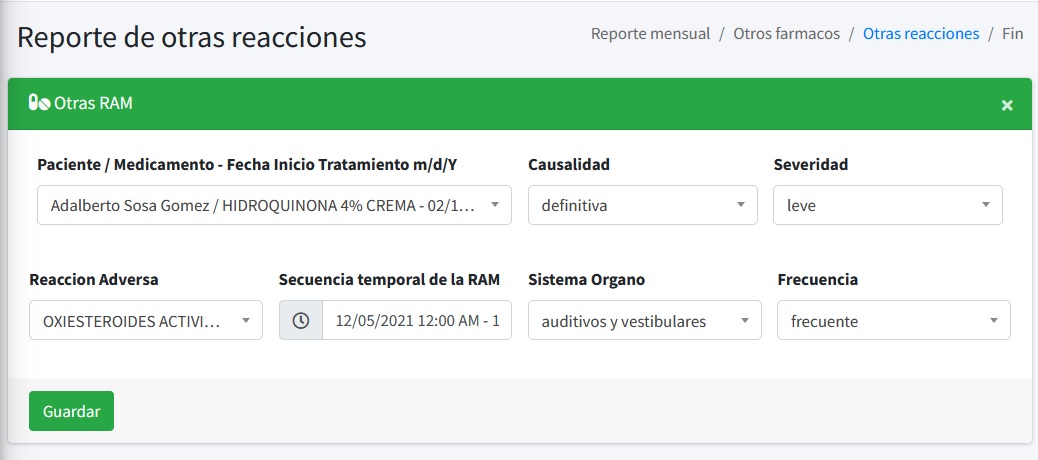 Reporte de otras reacciones
Reporte mensual / Otros farmacos / Otras reacciones / Fin
Otras RAM
×
Paciente / Medicamento - Fecha Inicio Tratamiento m/d/Y
Causalidad
Severidad
Adalberto Sosa Gomez / HIDROQUINONA 4% CREMA - 02/1...
definitiva
leve
Reaccion Adversa
Secuencia temporal de la RAM
Sistema Organo
Frecuencia
OXIESTEROIDES ACTIVI...
12/05/2021 12:00 AM - 1
auditivos y vestibulares
frecuente
Guardar